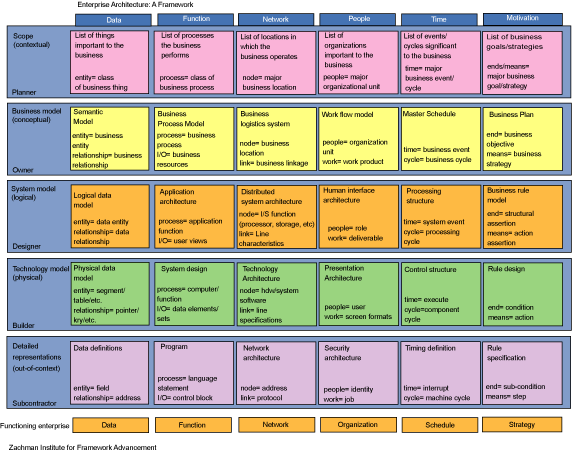 Enterprise Architecture: A Framework
Data
Function
Network
People
Time
Motivation
Scope
(contextual)
Planner
List of things
important to the
business
entity= class
of business thing
List of processes
the business
performs
process= class of
business process
List of locations in
which the
business operates
node= major
business location
List of
organizations
important to the
business
people= major
organizational unit
List of events/
cycles significant
to the business
time= major
business event/
cycle
List of business
goals/strategies
ends/means=
major business
goal/strategy
Business model
(conceptual)
Owner
Semantic
Model
entity= business
entity
relationship= business
relationship
Business
Process Model
process= business
process
I/O= business
resources
Business
logistics system
node= business
location
link= business linkage
Work flow model
people= organization
unit
work= work product
Master Schedule
time= business event
cycle= business cycle
Business Plan
end= business
objective
means= business
strategy
System model
(logical)
Designer
Logical data
model
entity= data entity
relationship= data
relationship
Application
architecture
process= application
function
I/O= user views
Distributed
system architecture
node= I/S function
(processor, storage, etc)
link= Line
characteristics
Human interface
architecture
people= role
work= deliverable
Processing
structure
time= system event
cycle= processing
cycle
Business rule
model
end= structural
assertion
means= action
assertion
Technology model
(physical)
Builder
Physical data
model
entity= segment/
table/etc.
relationship= pointer/
kry/etc.
System design
process= computer/
function
I/O= data elements/
sets
Technology
Architecture
node= hdw/system
software
link= line
specifications
Presentation
Architecture
people= user
work= screen formats
Control structure
time= execute
cycle=component
cycle
Rule design
end= condition
means= action
Detailed
representations
(out-of-context)
Subcontractor
Data definitions
entity= field
relationship= address
Program
process= language
statement
I/O= control block
Network
architecture
node= address
link= protocol
Security
architecture
people= identity
work= job
Timing definition
time= interrupt
cycle= machine cycle
Rule
specification
end= sub-condition
means= step
Functioning enterprise
Data
Function
Network
Organization
Schedule
Strategy
Zachman Institute for Framework Advancement